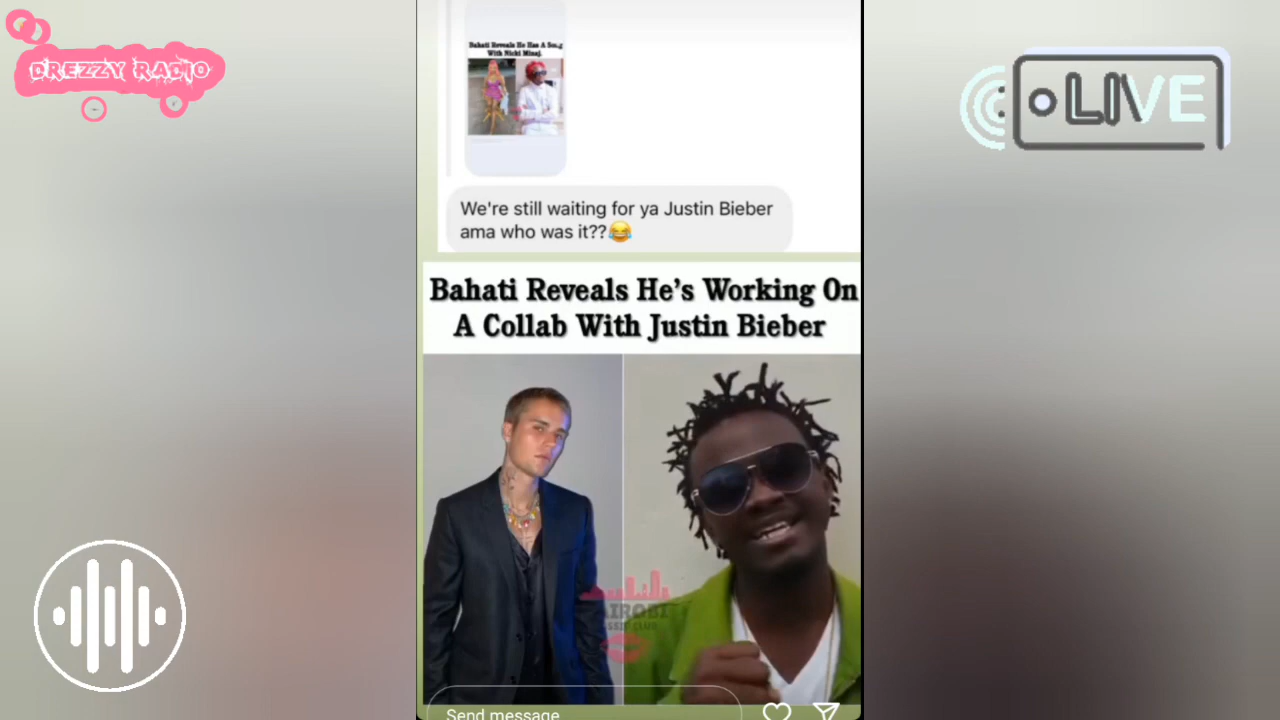 DREZZY RADIO
LIVE
Bahati Reveals He Has A Song
With Nicki Minaj.
We're still waiting for ya Justin Bieber
ama who was it??😂
Bahati Reveals He's Working On
A Collab With Justin Bieber
Send message